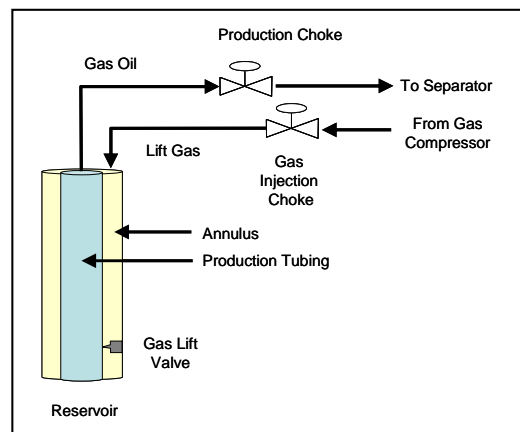 Production Choke
Gas Oil
To Separator
From Gas
Compressor
Lift Gas
Gas
Injection
Choke
Annulus
Production Tubing
Gas Lift
Valve
Reservoir